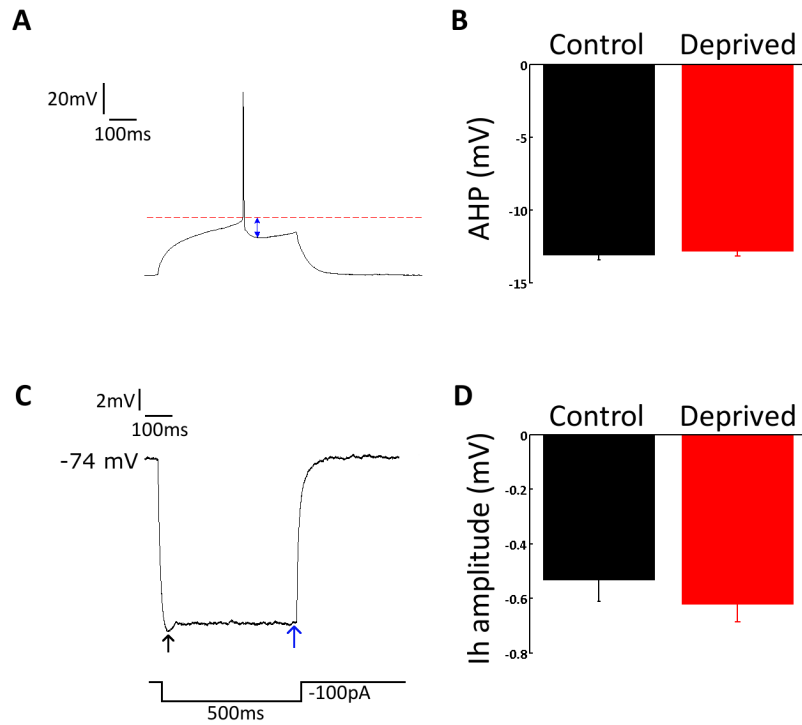 A
20mV
100ms
B
Control Deprived
AHP (mV)
0
-5
-10
-15
C
2mV
100ms
-74 mV
-100pA
500ms
D
Control Deprived
Ih amplitude (mV)
0
-0.2
-0.4
-0.6
-0.8